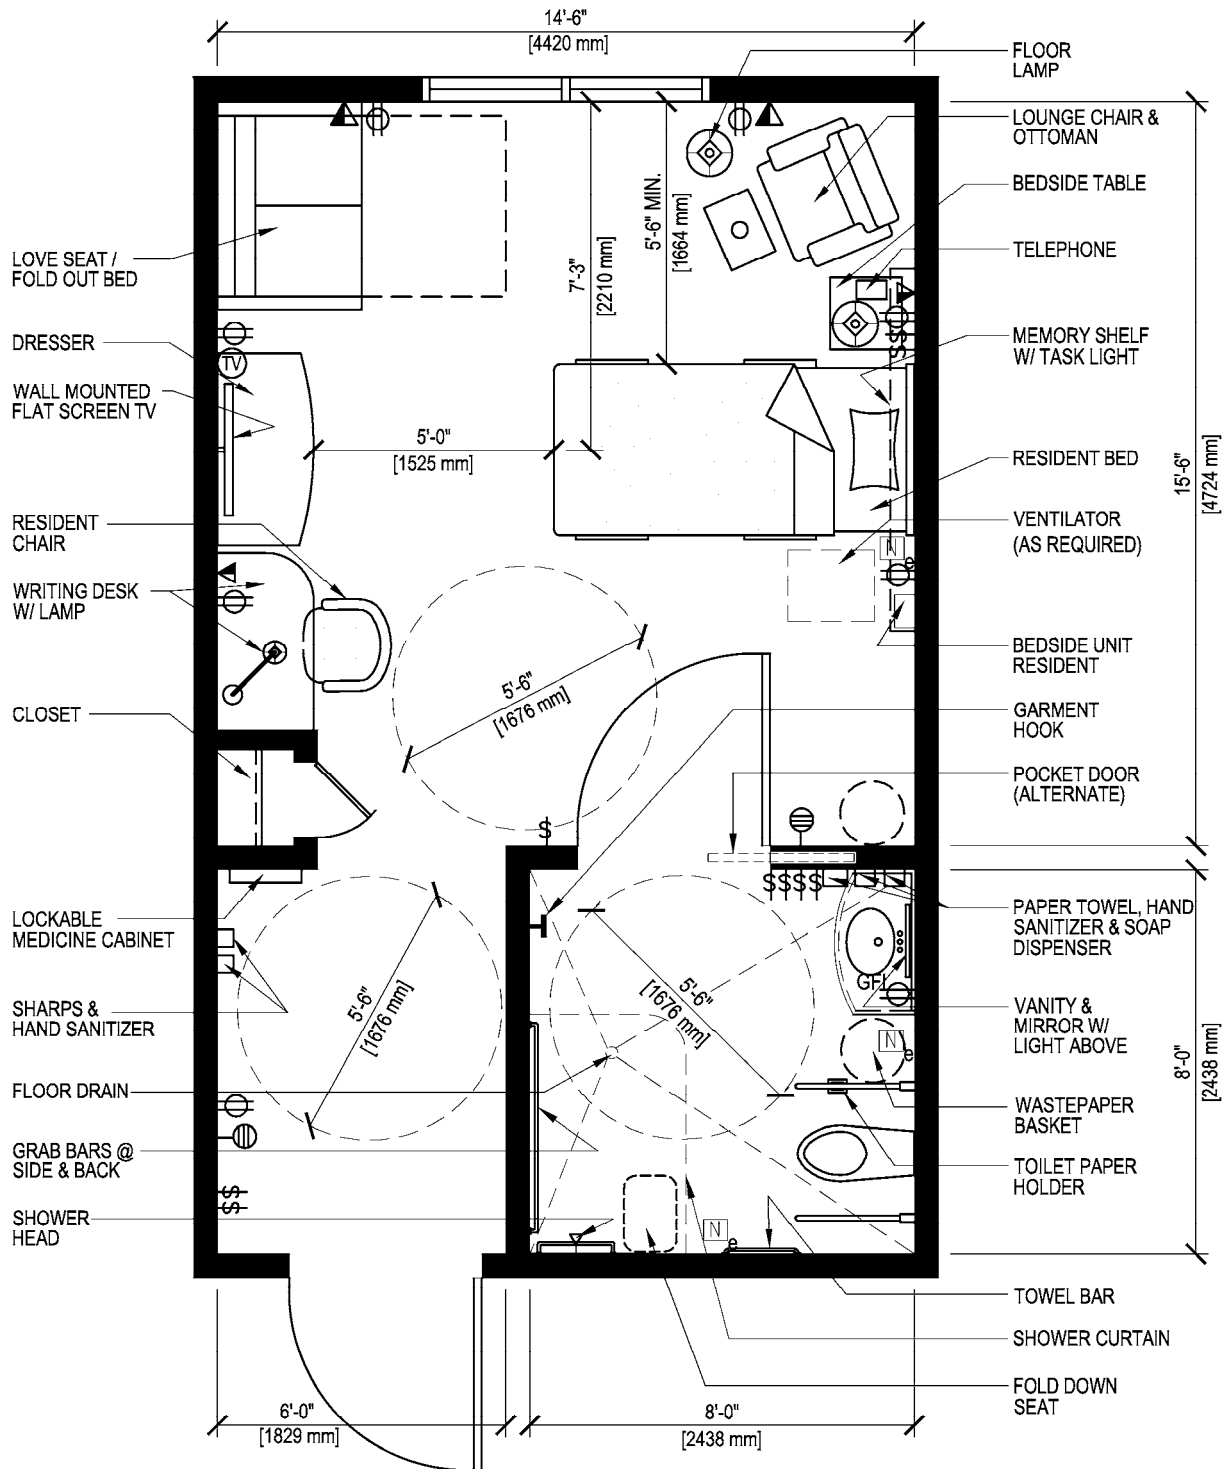 14'-6"
[4420 mm]
FLOOR
LAMP
LOUNGE CHAIR &
OTTOMAN
BEDSIDE TABLE
TELEPHONE
MEMORY SHELF
W/ TASK LIGHT
RESIDENT BED
VENTILATOR
(AS REQUIRED)
BEDSIDE UNIT
RESIDENT
GARMENT
HOOK
POCKET DOOR
(ALTERNATE)
PAPER TOWEL, HAND
SANITIZER & SOAP
DISPENSER
VANITY &
MIRROR W/
LIGHT ABOVE
WASTEPAPER
BASKET
TOILET PAPER
HOLDER
TOWEL BAR
SHOWER CURTAIN
FOLD DOWN
SEAT
15'-6"
[4724 mm]
8'-0"
[2438 mm]
LOVE SEAT /
FOLD OUT BED
DRESSER
WALL MOUNTED
FLAT SCREEN TV
RESIDENT
CHAIR
WRITING DESK
W/ LAMP
CLOSET
LOCKABLE
MEDICINE CABINET
SHARPS &
HAND SANITIZER
FLOOR DRAIN
GRAB BARS @
SIDE & BACK
SHOWER
HEAD
7'-3"
[2210 mm]
5'-6" MIN.
[1664 mm]
TV
5'-0"
[1525 mm]
$$
N
e
5'-6"
[1676 mm]
$
$$$$
5'-6"
[1676 mm]
5'-6"
[1676 mm]
GFI
N
e
$$
N
e
6'-0"
[1829 mm]
8'-0"
[2438 mm]